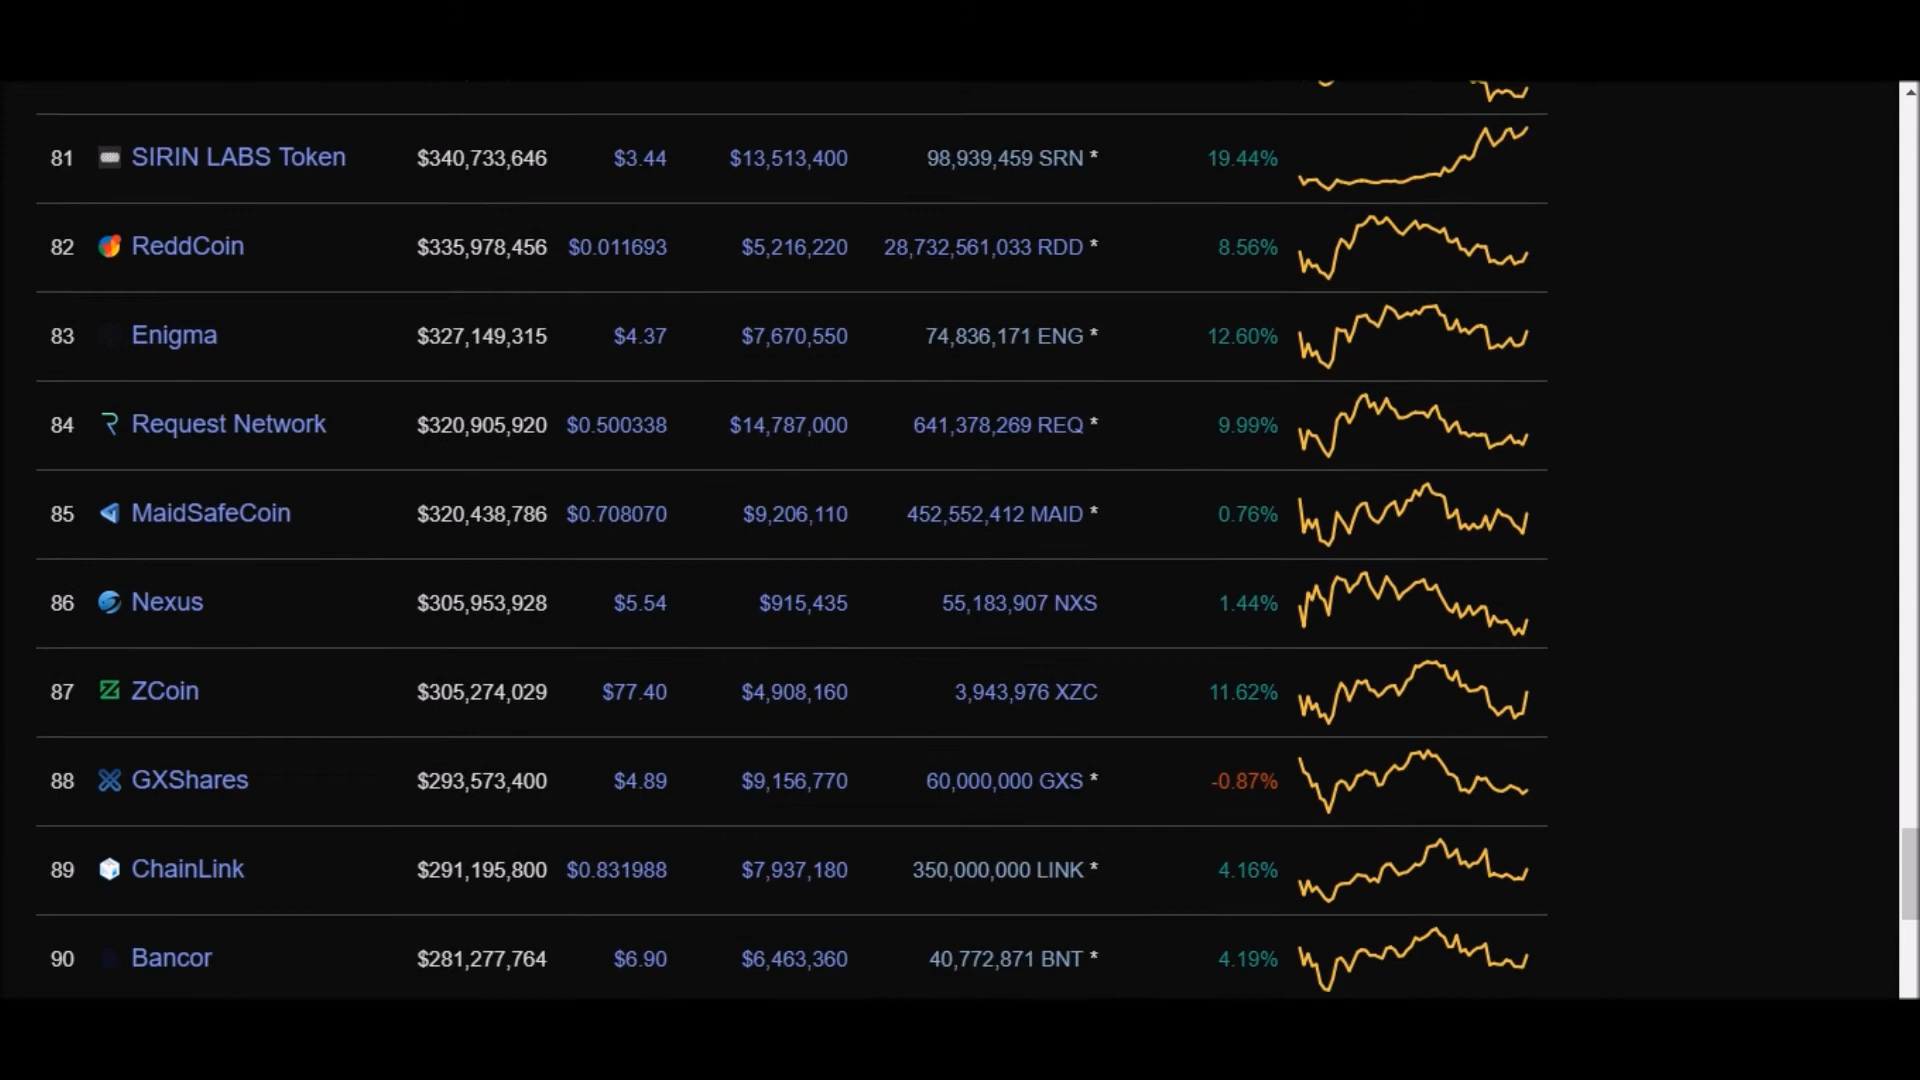 81 SIRIN LABS Token $340,733,646 $3.44 $13,513,400 98,939,459 SRN * 19.44%
82 ReddCoin $335,978,456 $0.011693 $5,216,220 28,732,561,033 RDD * 8.56%
83 Enigma $327,149,315 $4.37 $7,670,550 74,836,171 ENG * 12.60%
84 Request Network $320,905,920 $0.500338 $14,787,000 641,378,269 REQ * 9.99%
85 MaidSafeCoin $320,438,786 $0.708070 $9,206,110 452,552,412 MAID * 0.76%
86 Nexus $305,953,928 $5.54 $915,435 55,183,907 NXS 1.44%
87 ZCoin $305,274,029 $77.40 $4,908,160 3,943,976 XZC 11.62%
88 GXShares $293,573,400 $4.89 $9,156,770 60,000,000 GXS * -0.87%
89 ChainLink $291,195,800 $0.831988 $7,937,180 350,000,000 LINK * 4.16%
90 Bancor $281,277,764 $6.90 $6,463,360 40,772,871 BNT * 4.19%